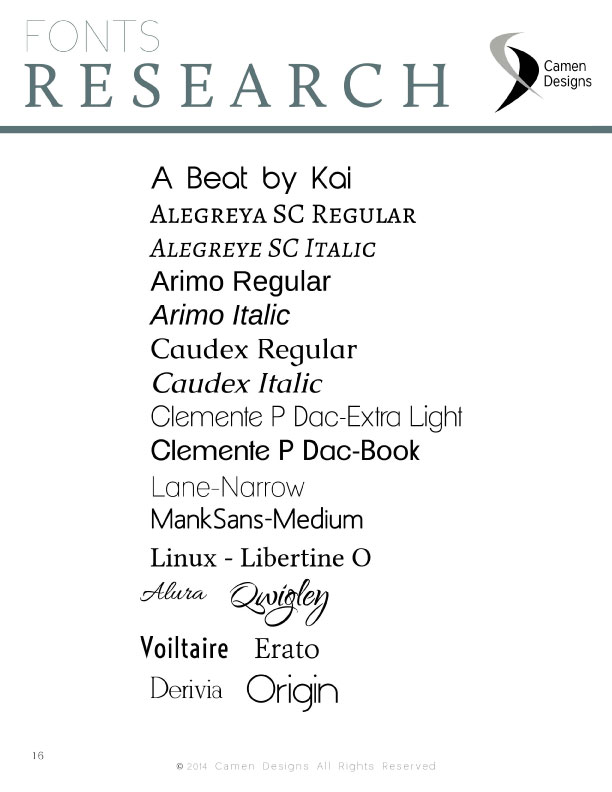 FONTS
RESEARCH
Camen
Designs
A Beat by Kai
ALEGREYA SC REGULAR
ALEGREYE SC ITALIC
Arimo Regular
Arimo Italic
Caudex Regular
Caudex Italic
Clemente P Dac-Extra Light
Clemente P Dac-Book
Lane-Narrow
MankSans-Medium
Linux - Libertine O
Alura Qwigley
Voiltaire Erato
Derivia Origin
16
© 2014 Camen Designs All Rights Reserved